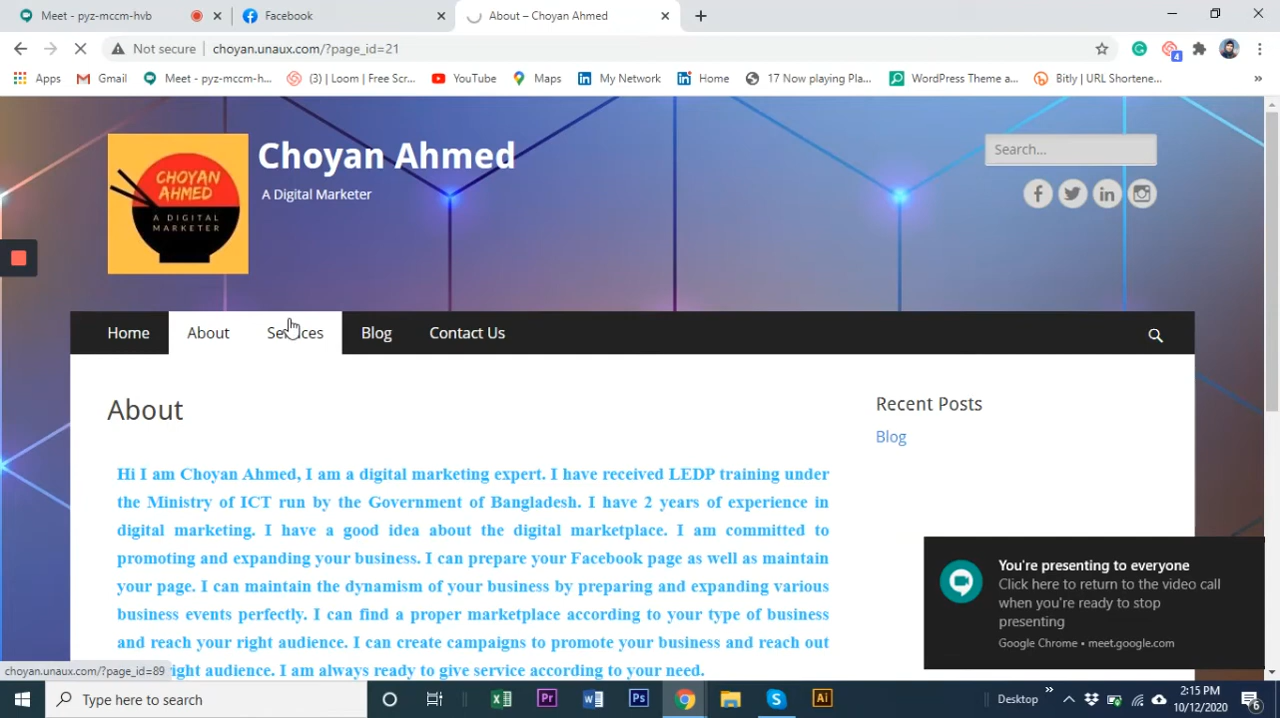 Meet - pyz-mccm-hvb
Facebook
About – Choyan Ahmed
Not secure
choyan.unaux.com/?page_id=21
4
Apps
Gmail
Meet - pyz-mccm-h...
(3) | Loom | Free Scr...
YouTube
Maps
My Network
Home
17 Now playing Pla...
WordPress Theme a...
Bitly | URL Shortene...
»
CHOYAN
AHMED
A DIGITAL
MARKETER
Choyan Ahmed
A Digital Marketer
Search...
Home
About
Services
Blog
Contact Us
About
Hi I am Choyan Ahmed, I am a digital marketing expert. I have received LEDP training under
the Ministry of ICT run by the Government of Bangladesh. I have 2 years of experience in
digital marketing. I have a good idea about the digital marketplace. I am committed to
promoting and expanding your business. I can prepare your Facebook page as well as maintain
your page. I can maintain the dynamism of your business by preparing and expanding various
business events perfectly. I can find a proper marketplace according to your type of business
and reach your right audience. I can create campaigns to promote your business and reach out
right audience. I am always ready to give service according to your need.
Recent Posts
Blog
You're presenting to everyone
Click here to return to the video call
when you're ready to stop
presenting
Google Chrome • meet.google.com
choyan.unaux.com/?page_id=89
Type here to search
Desktop
»
2:15 PM
10/12/2020
6